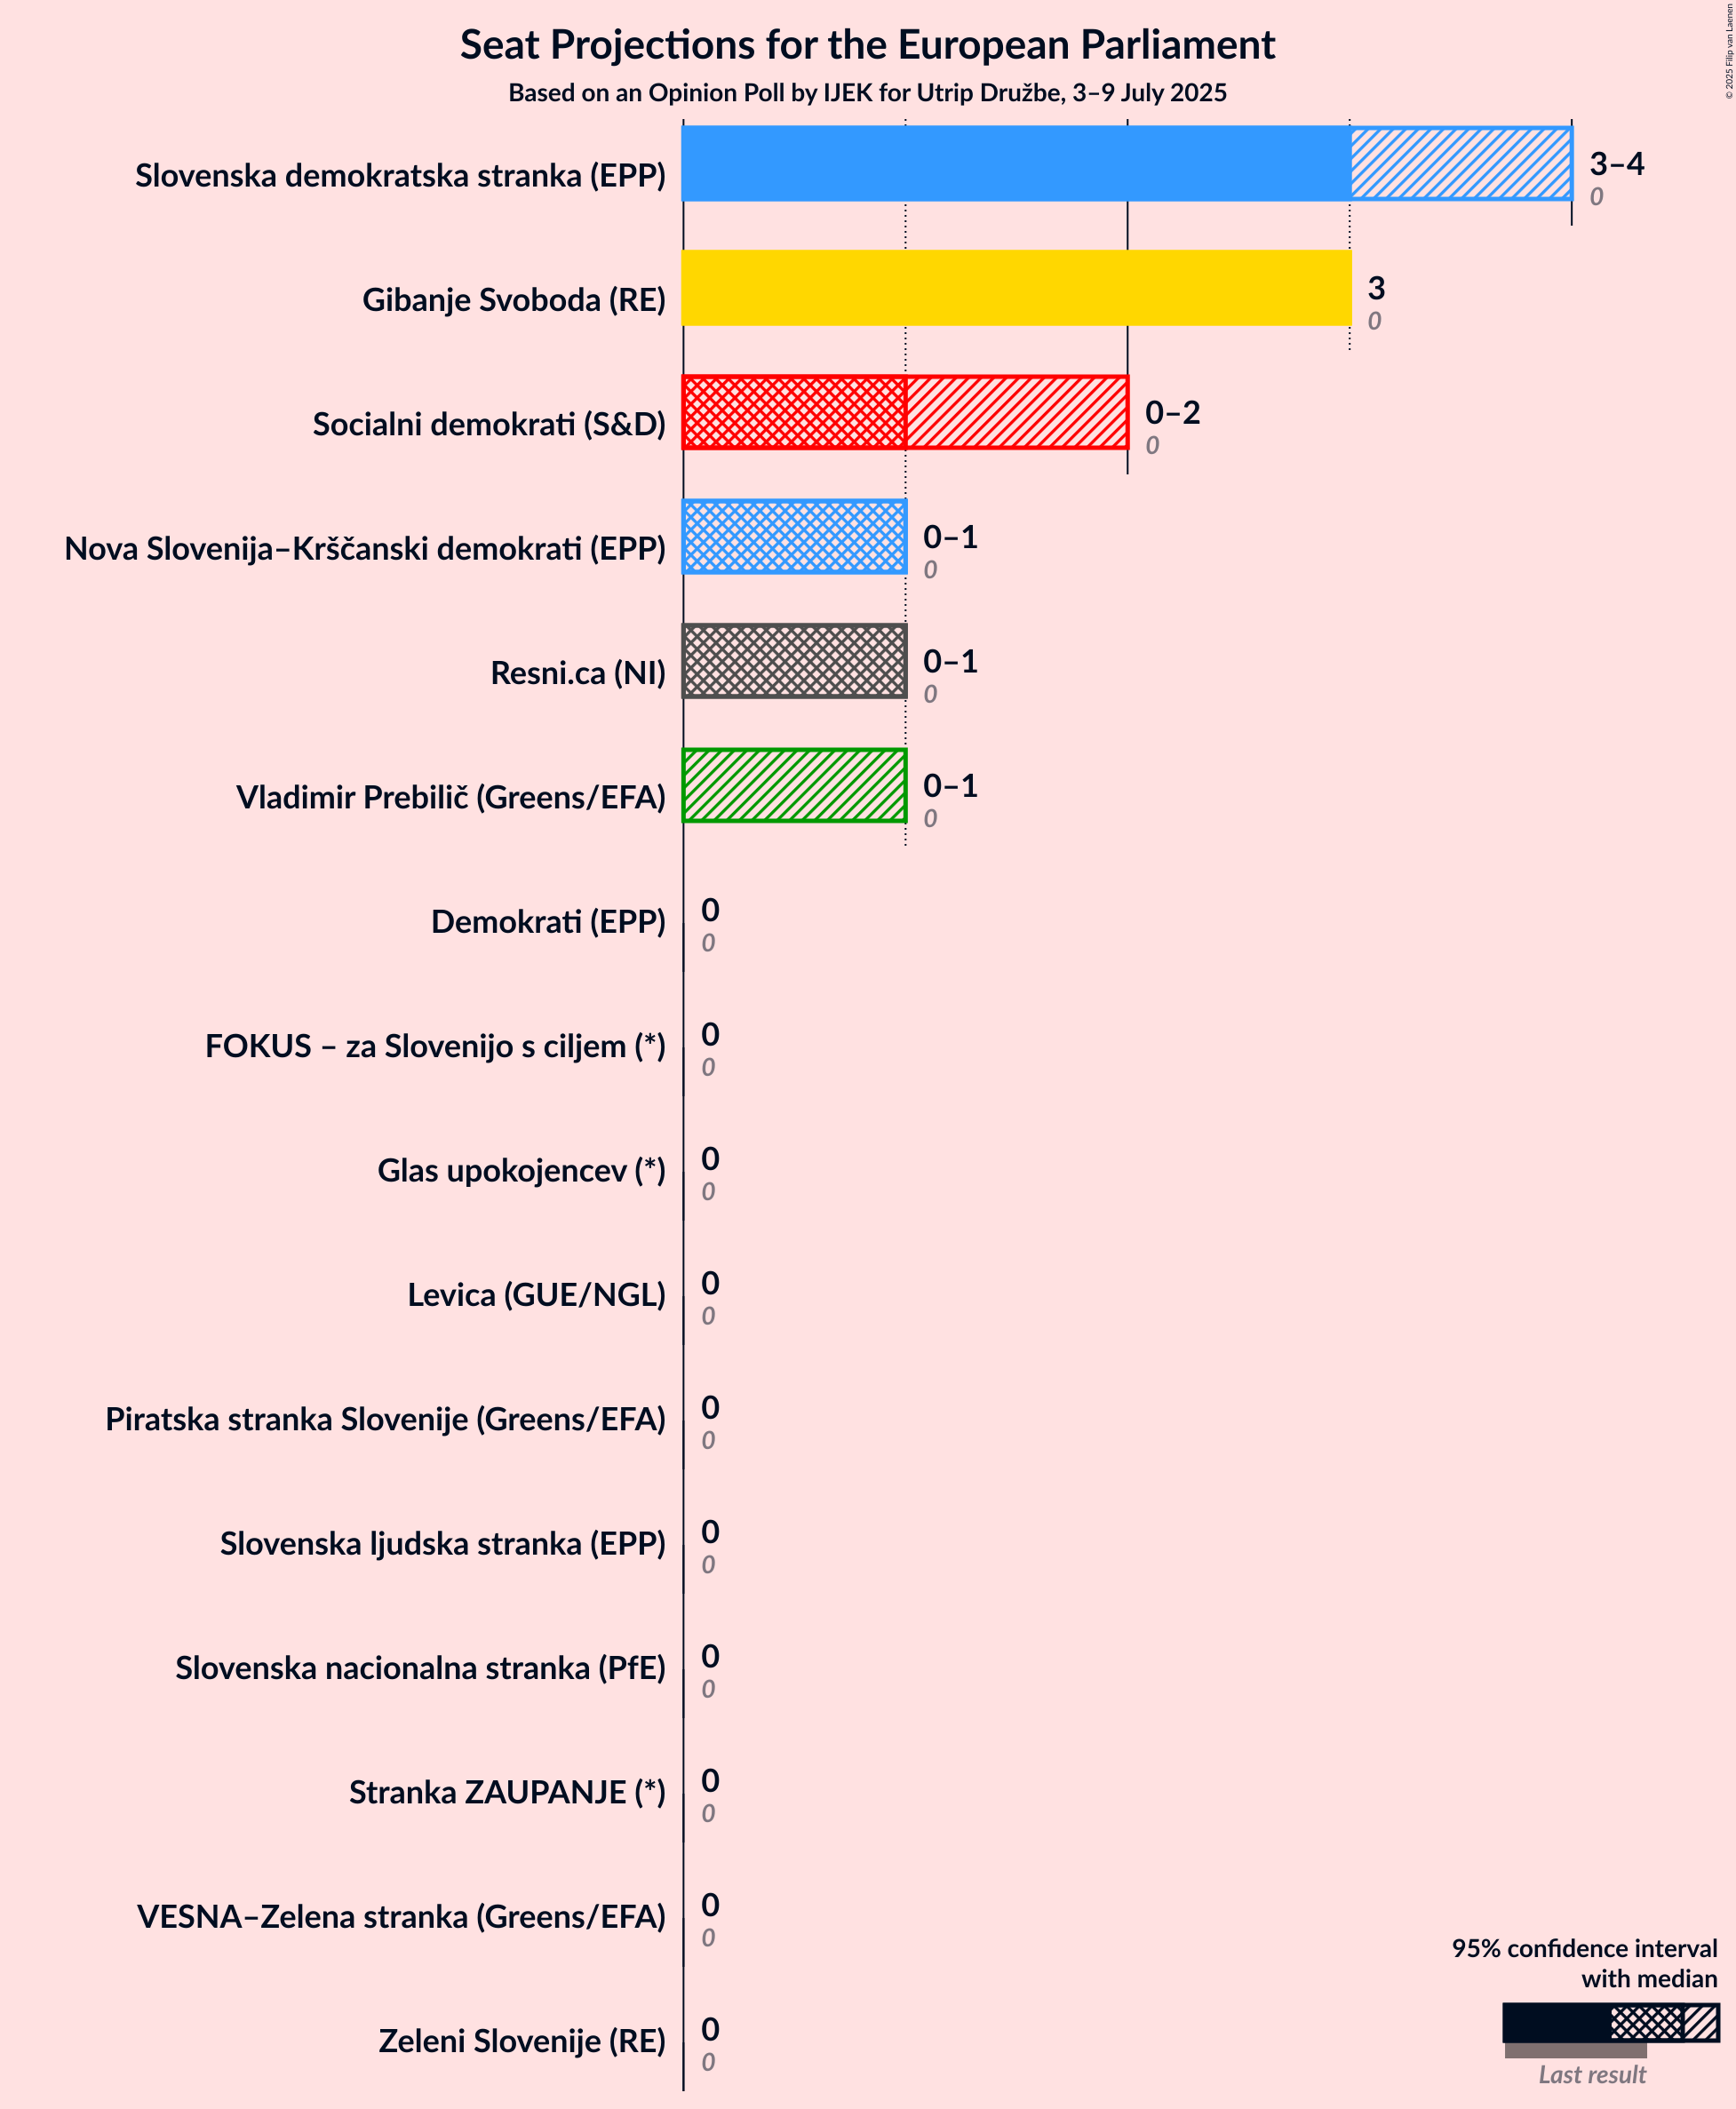 Seat Projections for the European Parliament
Based on an Opinion Poll by IJEK for Utrip Družbe, 3–9 July 2025
© 2025 Filip van Laenen
Slovenska demokratska stranka (EPP)
3–4
0
Gibanje Svoboda (RE)
3
0
Socialni demokrati (S&D)
0–2
0
Nova Slovenija–Krščanski demokrati (EPP)
0–1
0
Resni.ca (NI)
0–1
0
Vladimir Prebilič (Greens/EFA)
0–1
0
Demokrati (EPP)
0
0
FOKUS – za Slovenijo s ciljem (*)
0
0
Glas upokojencev (*)
0
0
Levica (GUE/NGL)
0
0
Piratska stranka Slovenije (Greens/EFA)
0
0
Slovenska ljudska stranka (EPP)
0
0
Slovenska nacionalna stranka (PfE)
0
0
Stranka ZAUPANJE (*)
0
0
VESNA–Zelena stranka (Greens/EFA)
0
0
Zeleni Slovenije (RE)
0
0
95% confidence interval
with median
Last result